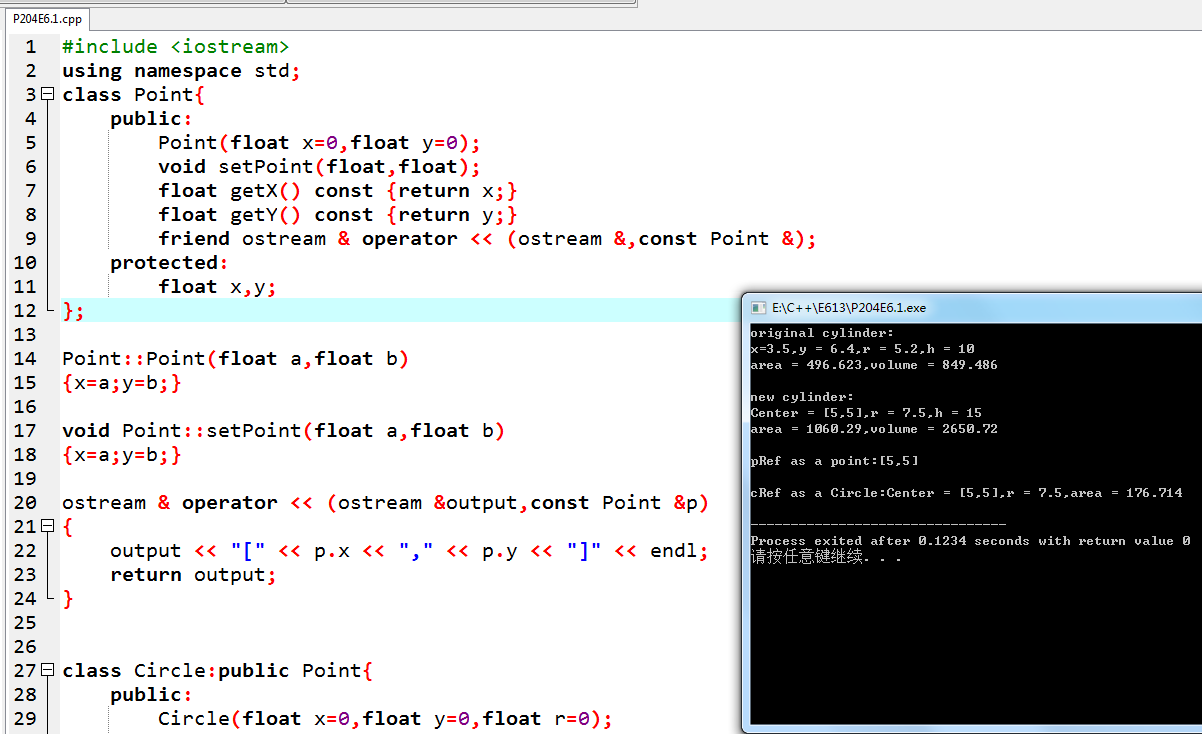 P204E6.1.cpp
1 #include <iostream>
2 using namespace std;
3 class Point{
4 public:
5 Point(float x=0,float y=0);
6 void setPoint(float,float);
7 float getX() const {return x;}
8 float getY() const {return y;}
9 friend ostream & operator << (ostream &,const Point &);
10 protected:
11 float x,y;
12 };
13
14 Point::Point(float a,float b)
15 {x=a;y=b;}
16
17 void Point::setPoint(float a,float b)
18 {x=a;y=b;}
19
20 ostream & operator << (ostream &output,const Point &p)
21 {
22 output << "[" << p.x << "," << p.y << "]" << endl;
23 return output;
24 }
25
26
27 class Circle:public Point{
28 public:
29 Circle(float x=0,float y=0,float r=0);
E:\C++\E613\P204E6.1.exe
original cylinder:
x=3.5,y = 6.4,r = 5.2,h = 10
area = 496.623,volume = 849.486
new cylinder:
Center = [5,5],r = 7.5,h = 15
area = 1060.29,volume = 2650.72
pRef as a point:[5,5]
cRef as a Circle:Center = [5,5],r = 7.5,area = 176.714
--------------------------------
Process exited after 0.1234 seconds with return value 0
请按任意键继续. . .